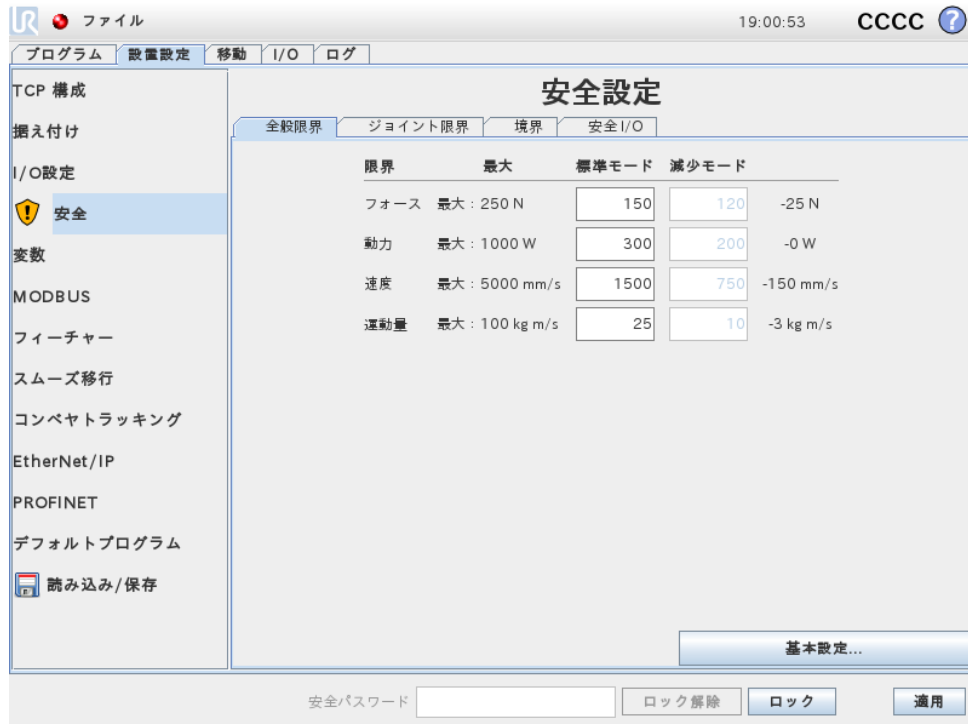 UR ファイル 19:00:53 CCCC ?
プログラム 設置設定 移動 I/O ログ
TCP 構成
据え付け
I/O設定
安全
変数
MODBUS
フィーチャー
スムーズ移行
コンベヤトラッキング
EtherNet/IP
PROFINET
デフォルトプログラム
読み込み/保存
安全設定
全般限界 ジョイント限界 境界 安全I/O
限界 最大 標準モード 減少モード
フォース 最大：250 N 150 120 -25 N
動力 最大：1000 W 300 200 -0 W
速度 最大：5000 mm/s 1500 750 -150 mm/s
運動量 最大：100 kg m/s 25 10 -3 kg m/s
基本設定...
安全パスワード ロック解除 ロック 適用